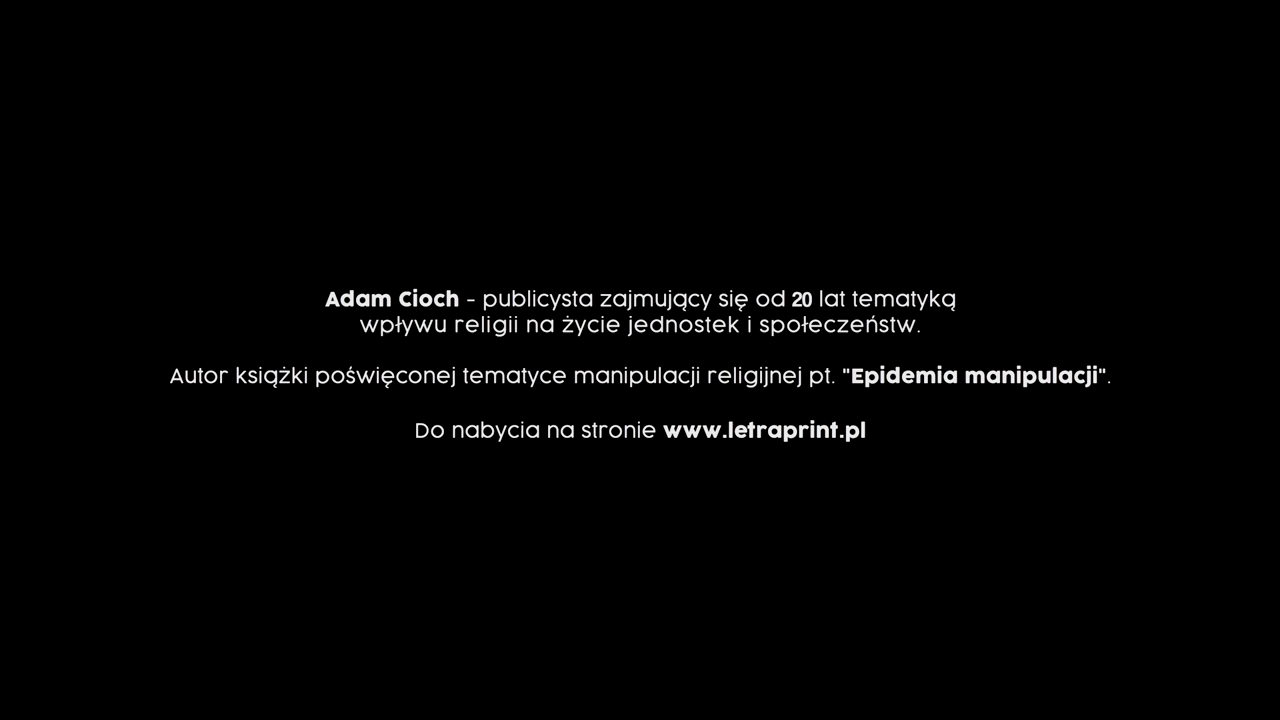 Adam Cioch - publicysta zajmujący się od 20 lat tematyką
wpływu religii na życie jednostek i społeczeństw.
Autor książki poświęconej tematyce manipulacji religijnej pt. "Epidemia manipulacji".
Do nabycia na stronie www.letraprint.pl